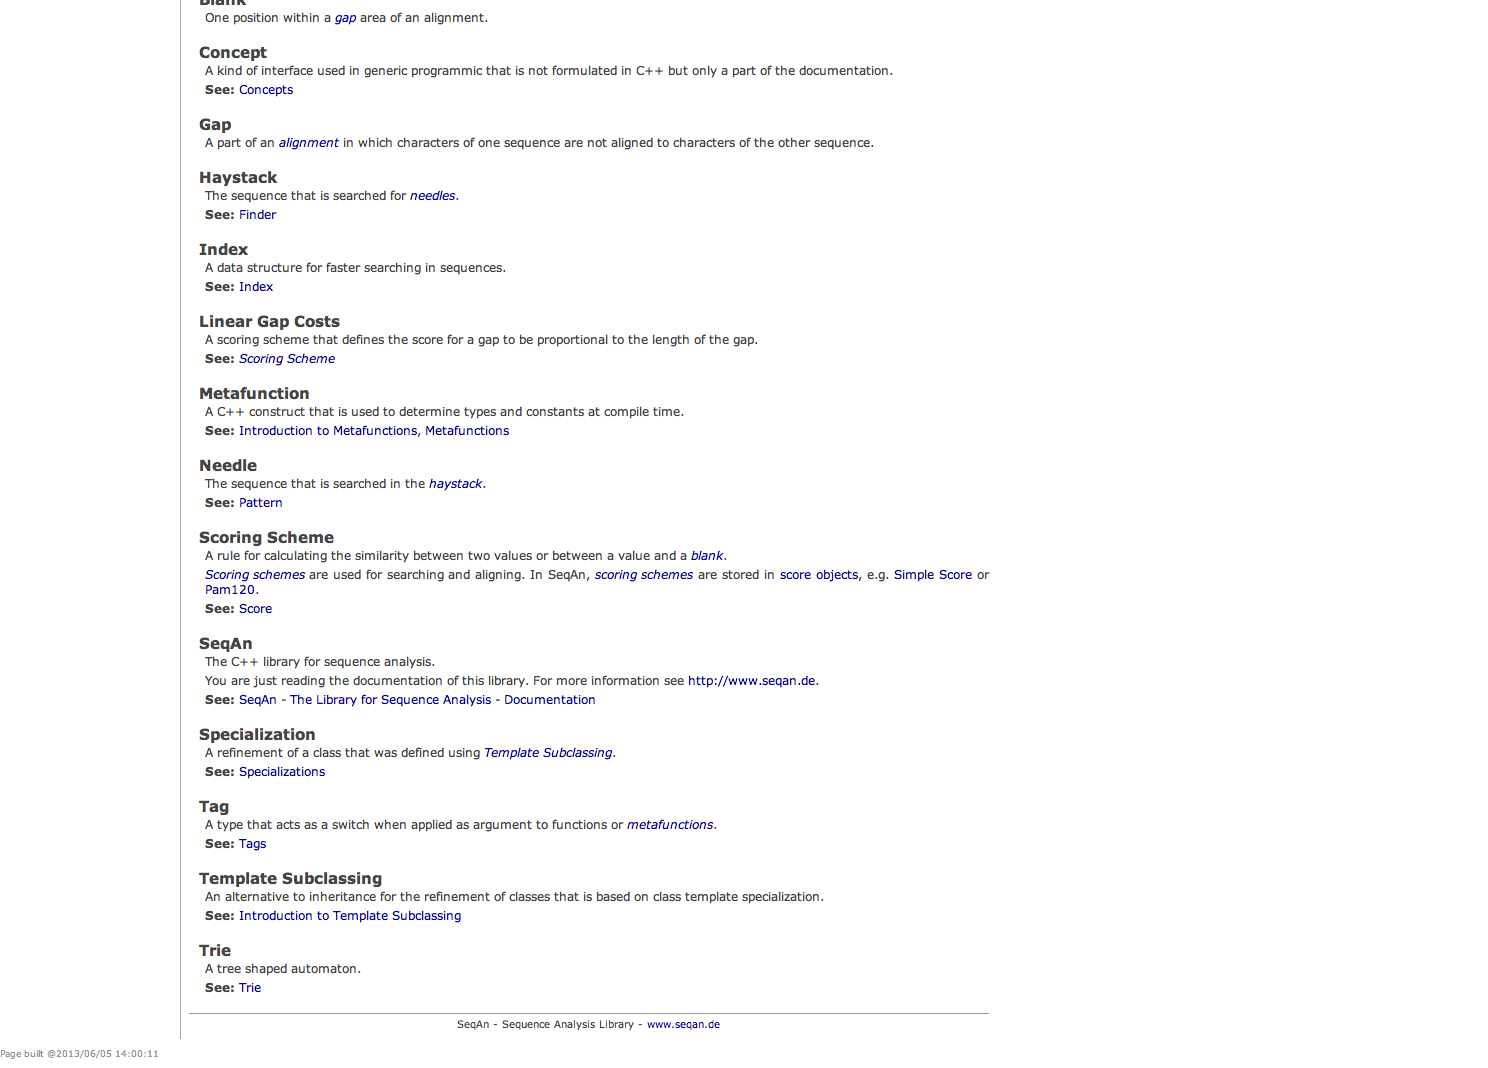 Blank
One position within a gap area of an alignment.
Concept
A kind of interface used in generic programmic that is not formulated in C++ but only a part of the documentation.
See: Concepts
Gap
A part of an alignment in which characters of one sequence are not aligned to characters of the other sequence.
Haystack
The sequence that is searched for needles.
See: Finder
Index
A data structure for faster searching in sequences.
See: Index
Linear Gap Costs
A scoring scheme that defines the score for a gap to be proportional to the length of the gap.
See: Scoring Scheme
Metafunction
A C++ construct that is used to determine types and constants at compile time.
See: Introduction to Metafunctions, Metafunctions
Needle
The sequence that is searched in the haystack.
See: Pattern
Scoring Scheme
A rule for calculating the similarity between two values or between a value and a blank.
Scoring schemes are used for searching and aligning. In SeqAn, scoring schemes are stored in score objects, e.g. Simple Score or
Pam120.
See: Score
SeqAn
The C++ library for sequence analysis.
You are just reading the documentation of this library. For more information see http://www.seqan.de.
See: SeqAn - The Library for Sequence Analysis - Documentation
Specialization
A refinement of a class that was defined using Template Subclassing.
See: Specializations
Tag
A type that acts as a switch when applied as argument to functions or metafunctions.
See: Tags
Template Subclassing
An alternative to inheritance for the refinement of classes that is based on class template specialization.
See: Introduction to Template Subclassing
Trie
A tree shaped automaton.
See: Trie
SeqAn - Sequence Analysis Library - www.seqan.de
Page built @2013/06/05 14:00:11